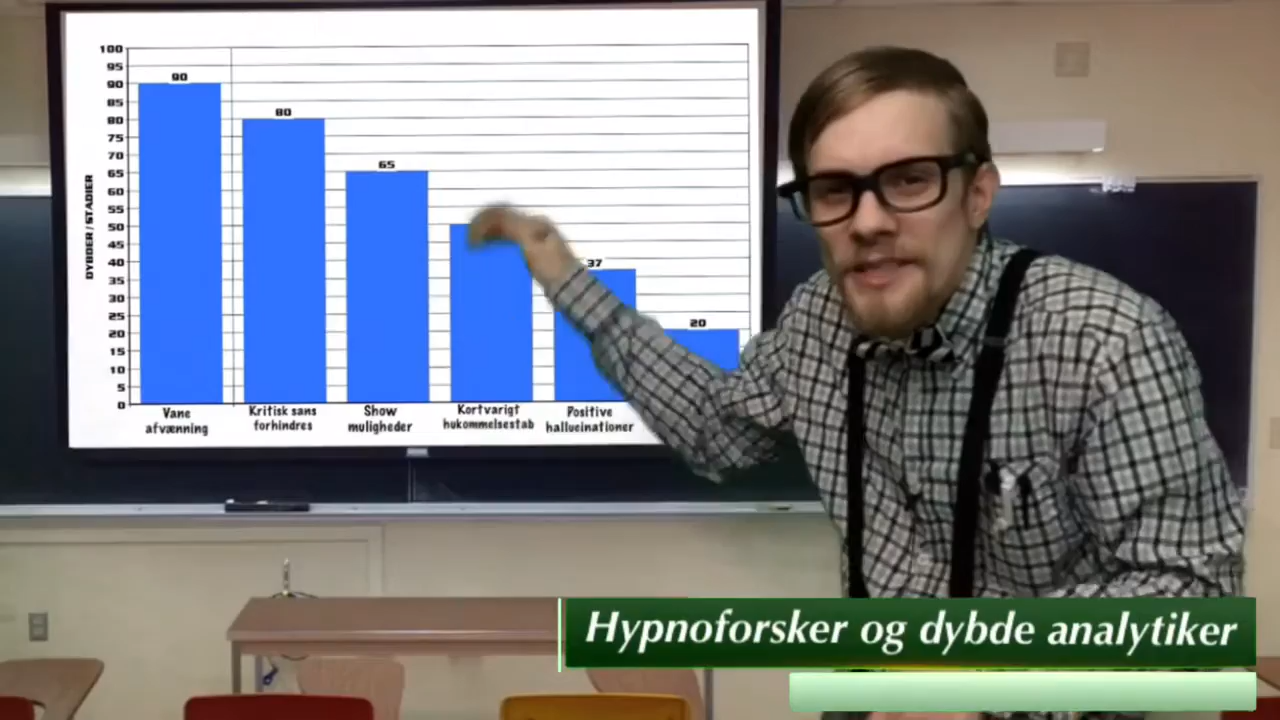 100
95
90
85
80
75
70
65
60
55
50
45
40
35
30
25
20
15
10
5
0
DYBDER / STADIER
90
80
65
37
20
Vane
afvænning
Kritisk sans
forhindres
Show
muligheder
Kortvarigt
hukommelsestab
Positive
hallucinationer
Hypnoforsker og dybde analytiker